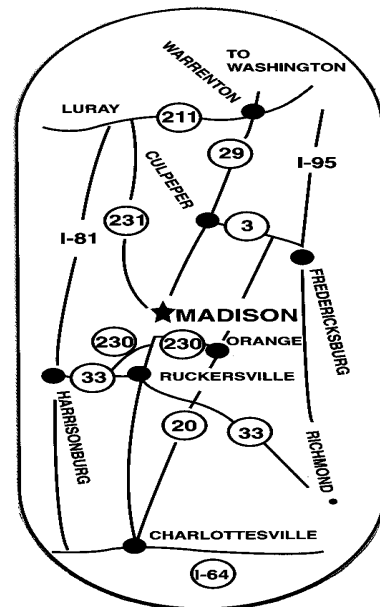 WARRENTON
TO
WASHINGTON
LURAY
211
29
I-95
CULPEPER
231
3
I-81
MADISON
FREDERICKSBURG
230
230
ORANGE
33
RUCKERSVILLE
HARRISONBURG
20
33
RICHMOND
CHARLOTTESVILLE
I-64